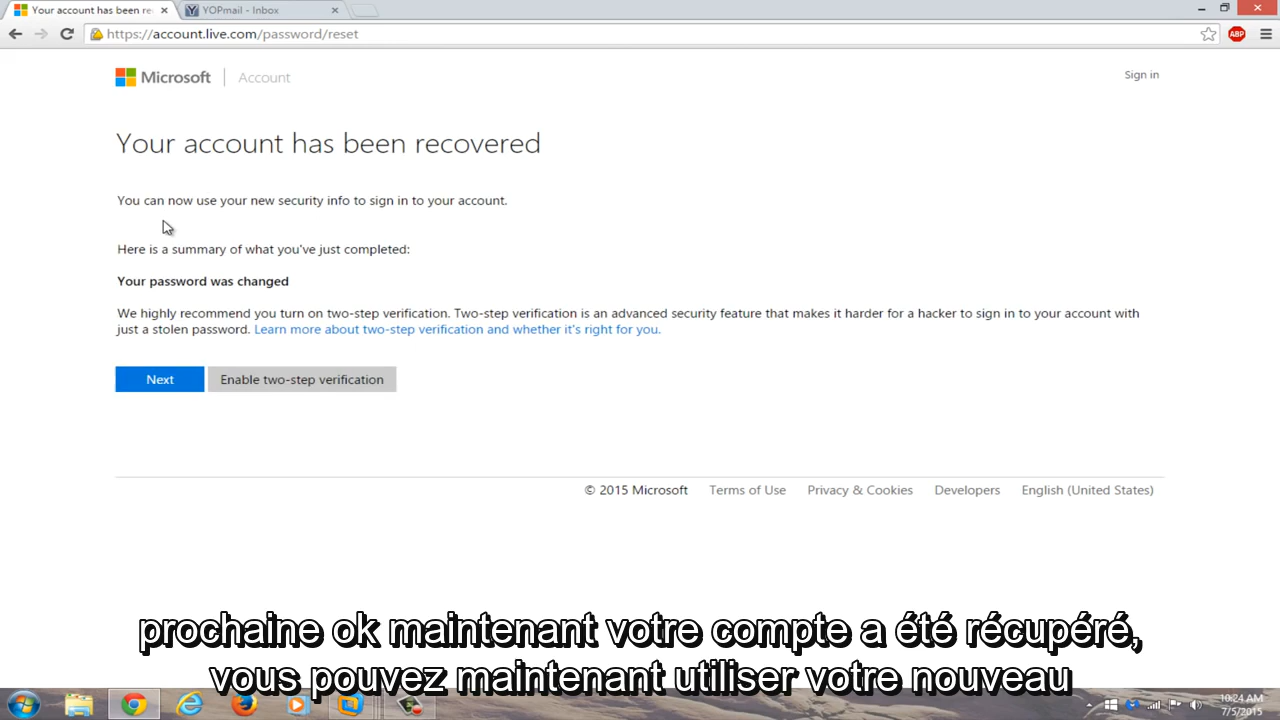 Your account has been re
YOPmail - Inbox
https://account.live.com/password/reset
ABP
Microsoft
Account
Sign in
Your account has been recovered
You can now use your new security info to sign in to your account.
Here is a summary of what you've just completed:
Your password was changed
We highly recommend you turn on two-step verification. Two-step verification is an advanced security feature that makes it harder for a hacker to sign in to your account with
just a stolen password. Learn more about two-step verification and whether it's right for you.
Next
Enable two-step verification
© 2015 Microsoft
Terms of Use
Privacy & Cookies
Developers
English (United States)
prochaine ok maintenant votre compte a été récupéré,
vous pouvez maintenant utiliser votre nouveau
10:24 AM
7/5/2015